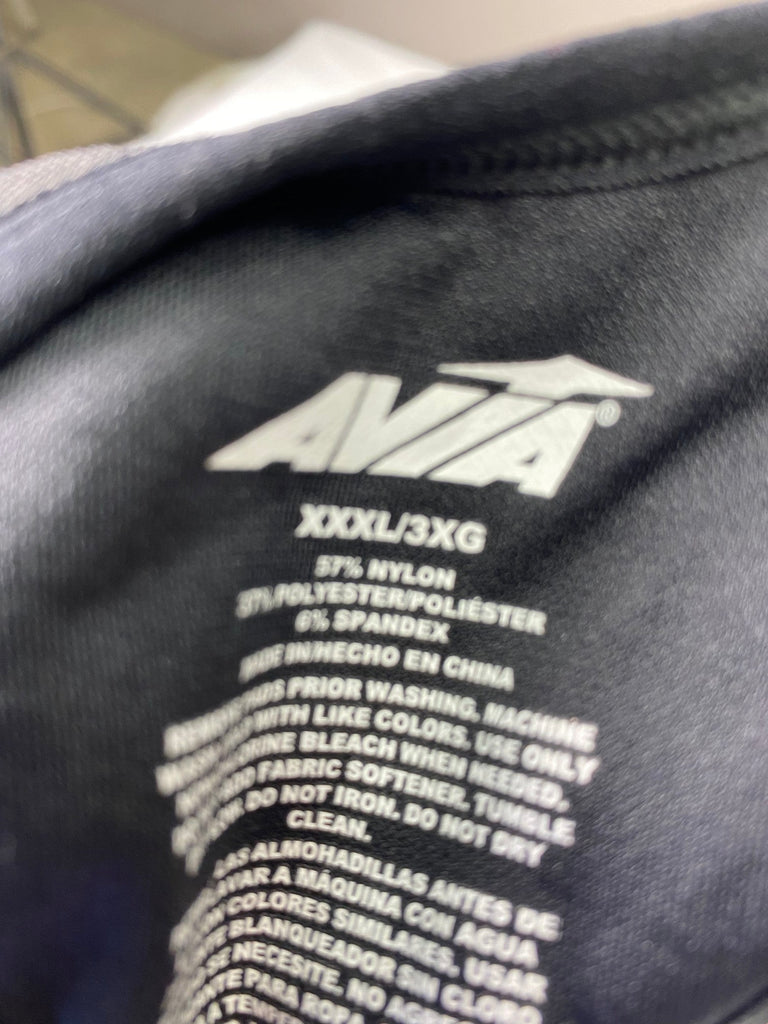 AVIA®
XXXL/3XG
57% NYLON
37% POLYESTER/POLIÉSTER
6% SPANDEX
MADE IN/HECHO EN CHINA
PADS PRIOR WASHING. MACHINE
WITH LIKE COLORS. USE ONLY
BLEACH WHEN NEEDED.
FABRIC SOFTENER. TUMBLE
DO NOT IRON. DO NOT DRY
CLEAN.
LAS ALMOHADILLAS ANTES DE
LAVAR A MÁQUINA CON AGUA
COLORES SIMILARES. USAR
BLANQUEADOR SIN CLORO
SE NECESITE. NO
PARA ROPA
A